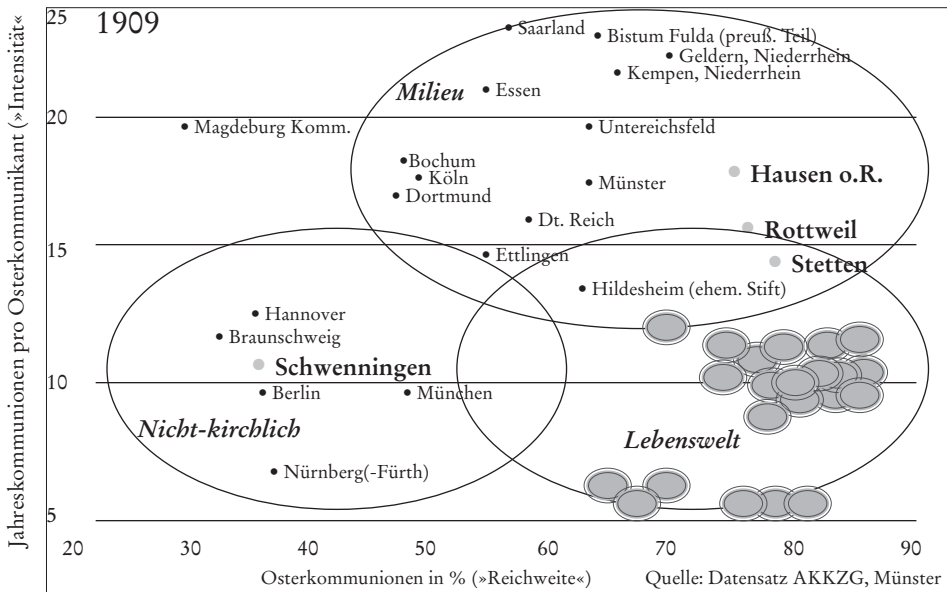 Jahreskommunionen pro Osterkommunikant (»Intensität«
25
1909
Saarland
Bistum Fulda (preuß. Teil)
Geldern, Niederrhein
Kempen, Niederrhein
Milieu
Essen
20
Magdeburg Komm.
Untereichsfeld
Bochum
Köln
Dortmund
Münster
Hausen o.R.
Dt. Reich
Rottweil
15
Ettlingen
Stetten
Hildesheim (ehem. Stift)
Hannover
Braunschweig
Schwenningen
10
Berlin
München
Nicht-kirchlich
Lebenswelt
Nürnberg(-Fürth)
5
20 30 40 50 60 70 80 90
Osterkommunionen in % (»Reichweite«) Quelle: Datensatz AKKZG, Münster